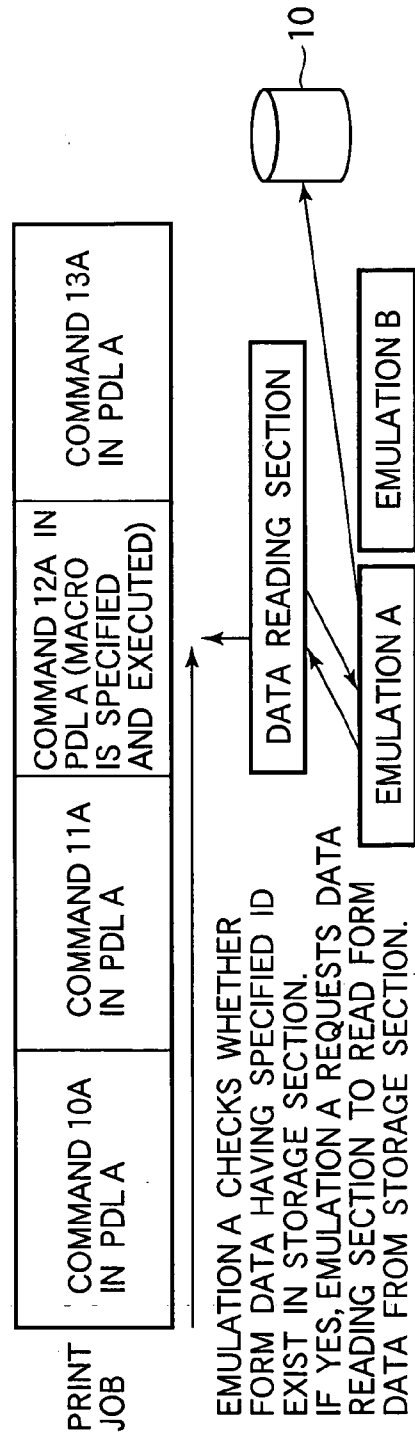 PRINT
JOB
COMMAND 10A
IN PDL A
COMMAND 11A
IN PDL A
COMMAND 12A IN
PDL A (MACRO
IS SPECIFIED
AND EXECUTED)
COMMAND 13A
IN PDL A
EMULATION A CHECKS WHETHER
FORM DATA HAVING SPECIFIED ID
EXIST IN STORAGE SECTION.
IF YES, EMULATION A REQUESTS DATA
READING SECTION TO READ FORM
DATA FROM STORAGE SECTION.
DATA READING SECTION
EMULATION A
EMULATION B
10